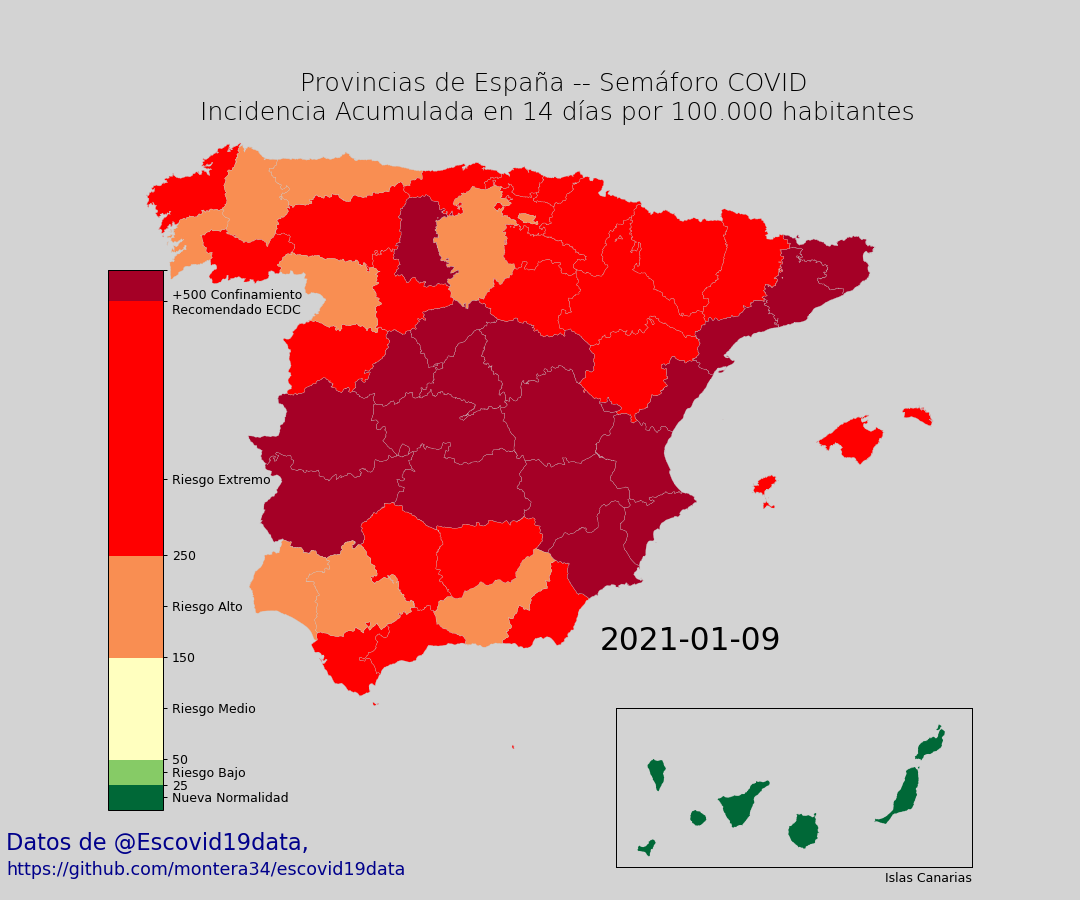 Provincias de España -- Semáforo COVID
Incidencia Acumulada en 14 días por 100.000 habitantes
+500 Confinamiento
Recomendado ECDC
Riesgo Extremo
250
Riesgo Alto
150
Riesgo Medio
50
Riesgo Bajo
25
Nueva Normalidad
2021-01-09
Islas Canarias
Datos de @Escovid19data,
https://github.com/montera34/escovid19data